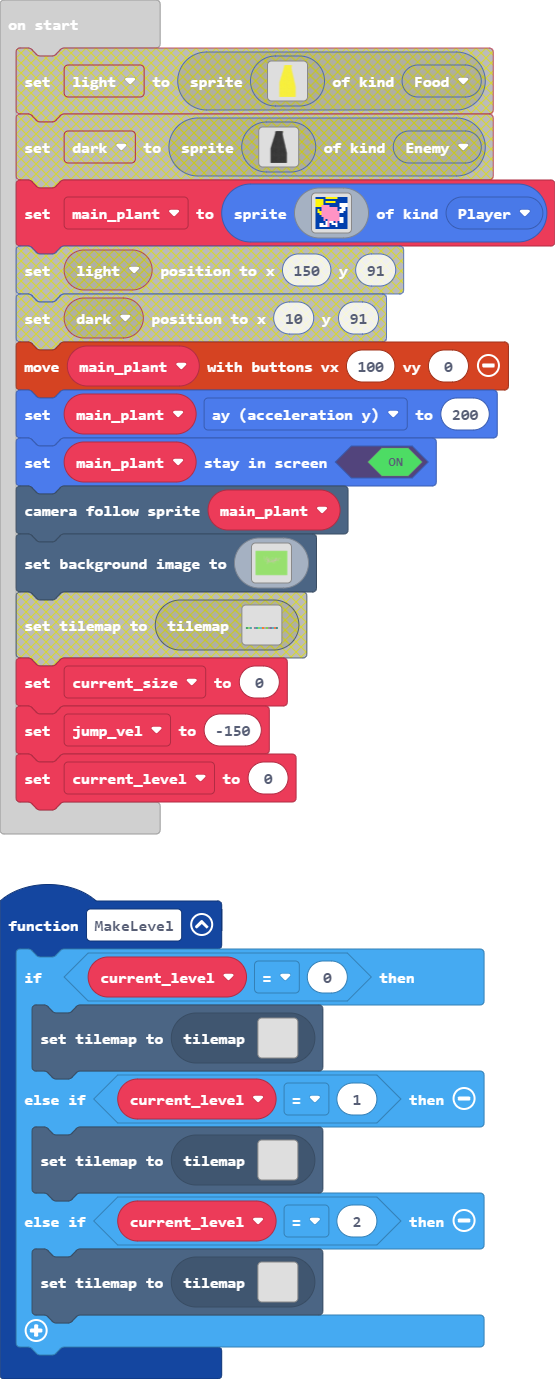 on start
set light to sprite of kind Food
set dark to sprite of kind Enemy
set main_plant to sprite of kind Player
set light position to x 150 y 91
set dark position to x 10 y 91
move main_plant with buttons vx 100 vy 0
set main_plant ay (acceleration y) to 200
set main_plant stay in screen ON
camera follow sprite main_plant
set background image to
set tilemap to tilemap
set current_size to 0
set jump_vel to -150
set current_level to 0
function MakeLevel
if current_level = 0 then
set tilemap to tilemap
else if current_level = 1 then
set tilemap to tilemap
else if current_level = 2 then
set tilemap to tilemap